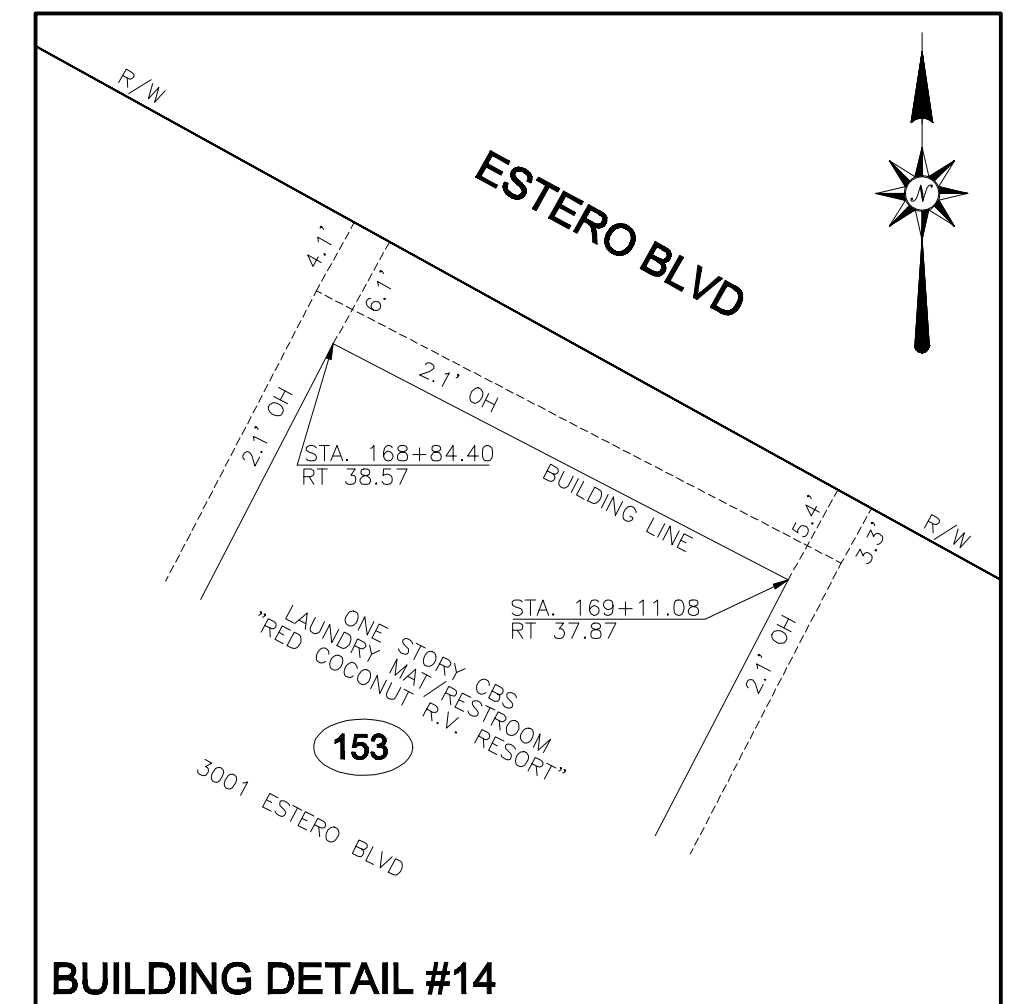 R/W
ESTERO BLVD
N
4.1'
6.1'
2.1' OH
2.1' OH
STA. 168+84.40
RT 38.57
BUILDING LINE
5.4'
3.3'
R/W
STA. 169+11.08
RT 37.87
2.1' OH
ONE STORY CBS
LAUNDRY MAT/RESTROOM
"RED COCONUT R.V. RESORT"
153
3001 ESTERO BLVD
BUILDING DETAIL #14